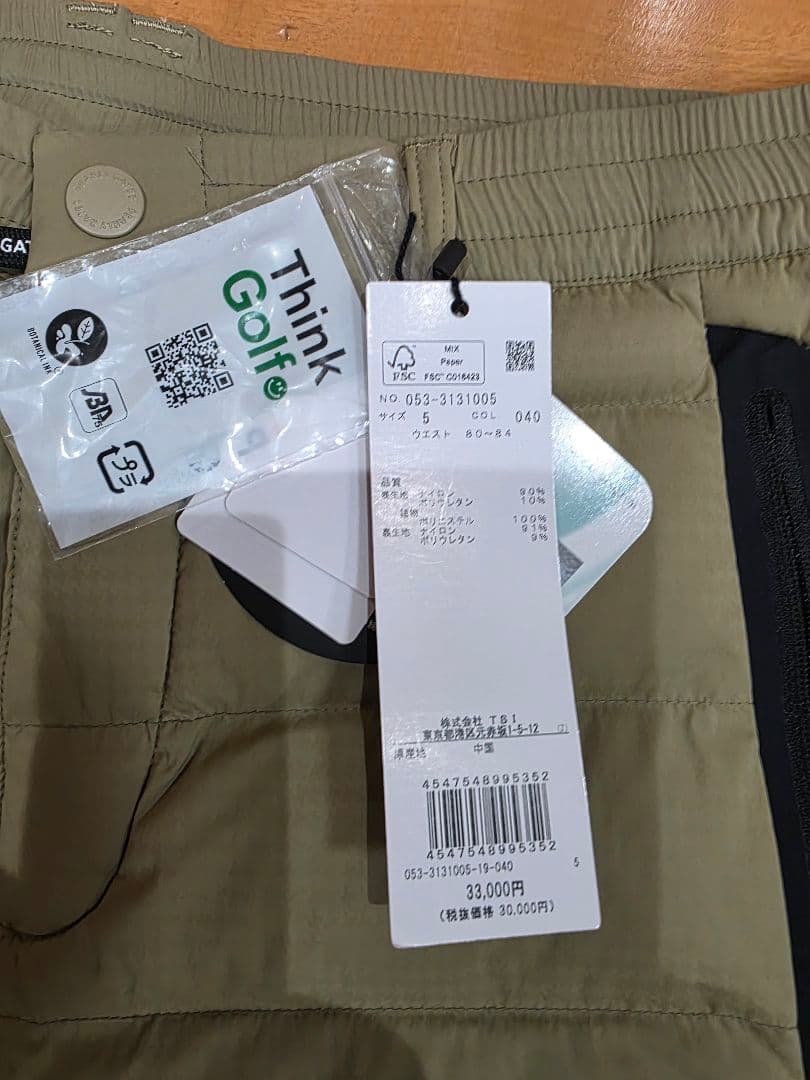 GAT
Think
Golf
BOTANICAL INK
プラ
MIX
Paper
FSC
FSC™ C016423
NO. 053-3131005
サイズ 5 COL 040
ウエスト 80~84
品質
表生地 ナイロン 90%
ポリウレタン 10%
詰物
ポリエステル 100%
裏生地 ナイロン 91%
ポリウレタン 9%
株式会社 TSI
東京都港区元赤坂1-5-12
原産地 中国
4547548995352
4547548995352
053-3131005-19-040 5
33,000円
(税抜価格 30,000円)